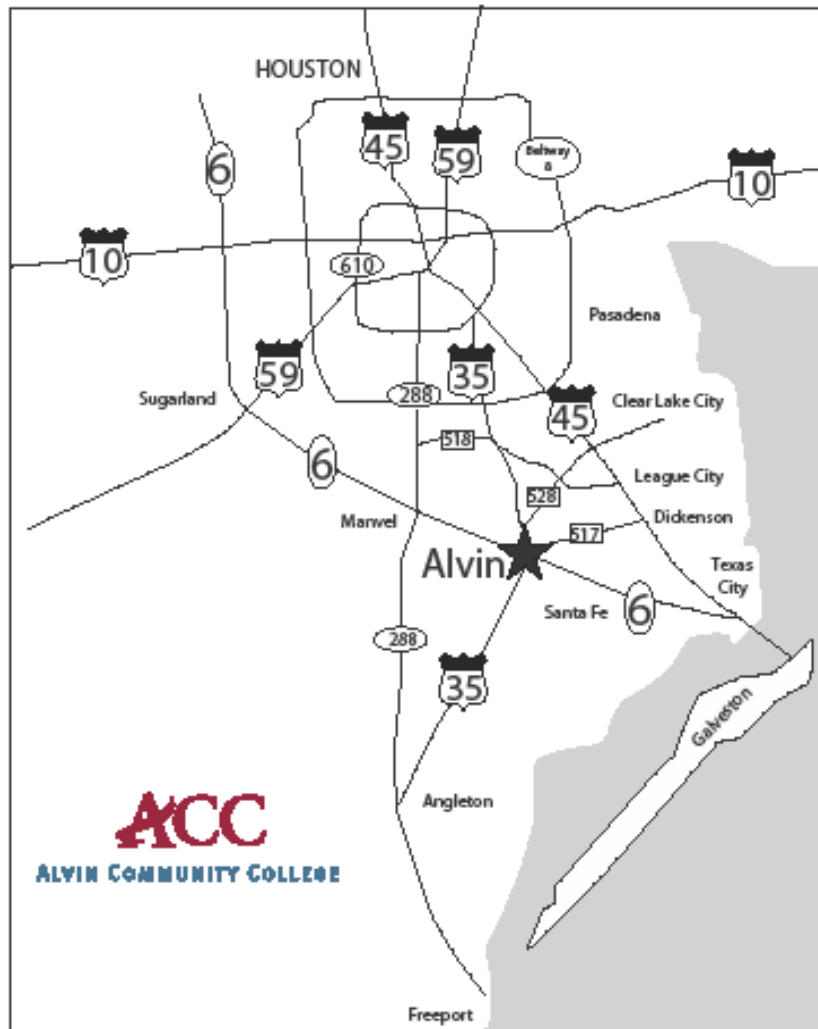 HOUSTON
45
59
Beltway
8
6
10
10
610
Pasadena
59
35
288
Sugarland
45
Clear Lake City
518
6
League City
528
Manvel
517
Dickenson
Alvin
Texas
City
Santa Fe
6
288
35
Galveston
Angleton
ACC
ALVIN COMMUNITY COLLEGE
Freeport